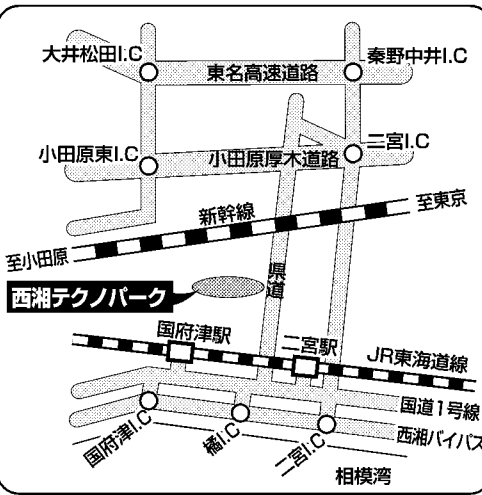 大井松田I.C
東名高速道路
秦野中井I.C
小田原東I.C
小田原厚木道路
二宮I.C
新幹線
至東京
至小田原
県道
西湘テクノパーク
国府津駅
二宮駅
JR東海道線
国道1号線
西湘バイパス
国府津I.C
橘I.C
二宮I.C
相模湾